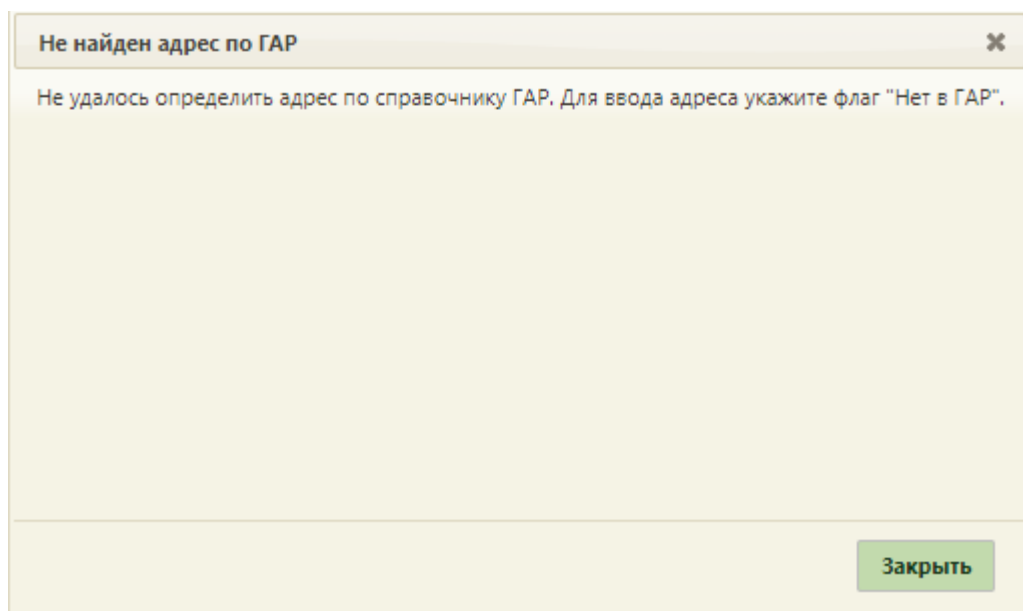 Не найден адрес по ГАР
Не удалось определить адрес по справочнику ГАР. Для ввода адреса укажите флаг "Нет в ГАР".
Закрыть